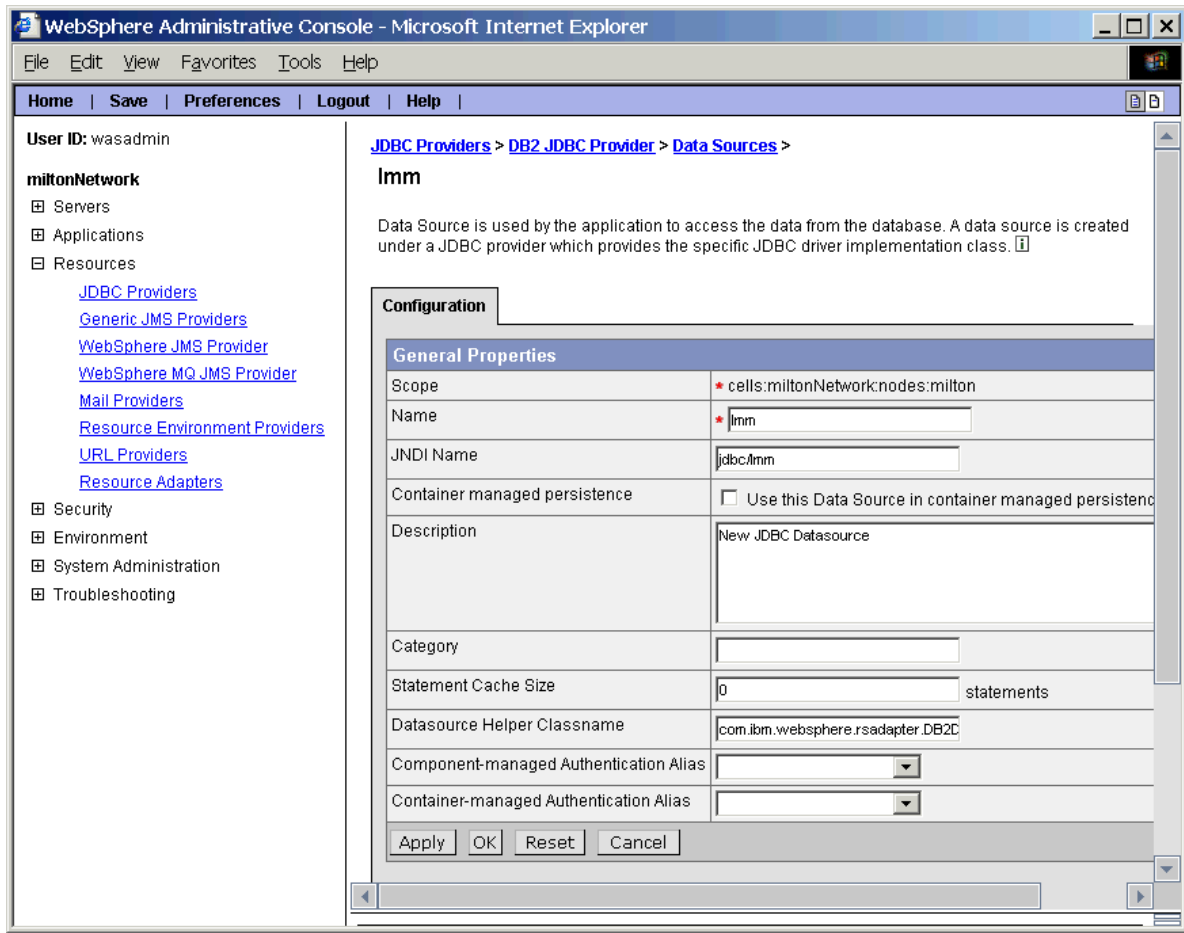 WebSphere Administrative Console - Microsoft Internet Explorer
File Edit View Favorites Tools Help
Home | Save | Preferences | Logout | Help |
User ID: wasadmin
miltonNetwork
Servers
Applications
Resources
JDBC Providers
Generic JMS Providers
WebSphere JMS Provider
WebSphere MQ JMS Provider
Mail Providers
Resource Environment Providers
URL Providers
Resource Adapters
Security
Environment
System Administration
Troubleshooting
JDBC Providers > DB2 JDBC Provider > Data Sources >
lmm
Data Source is used by the application to access the data from the database. A data source is created
under a JDBC provider which provides the specific JDBC driver implementation class. i
Configuration
General Properties
Scope * cells:miltonNetwork:nodes:milton
Name * lmm
JNDI Name jdbc/lmm
Container managed persistence Use this Data Source in container managed persistenc
Description New JDBC Datasource
Category
Statement Cache Size 0 statements
Datasource Helper Classname com.ibm.websphere.rsadapter.DB2D
Component-managed Authentication Alias
Container-managed Authentication Alias
Apply OK Reset Cancel